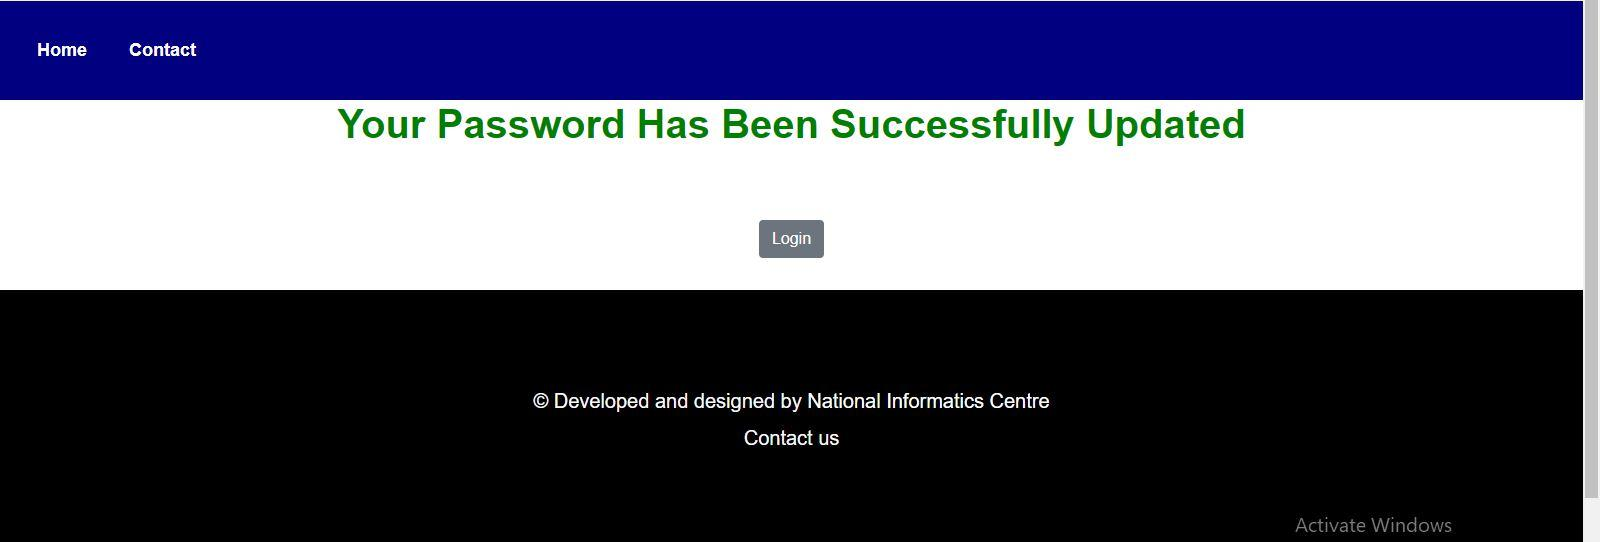 Home Contact
Your Password Has Been Successfully Updated
Login
© Developed and designed by National Informatics Centre
Contact us
Activate Windows